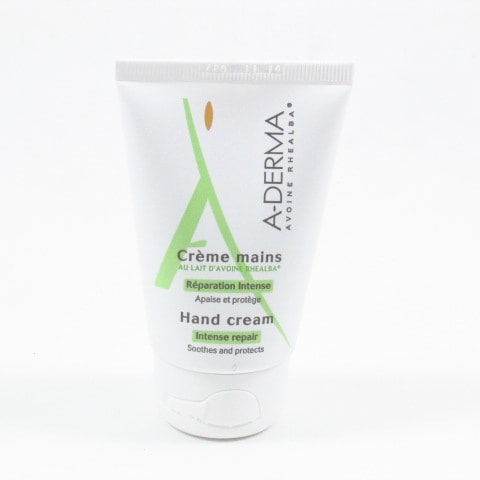 A-DERMA
AVOINE RHEALBA®
Crème mains
AU LAIT D'AVOINE RHEALBA®
Réparation Intense
Apaise et protège
Hand cream
Intense repair
Soothes and protects